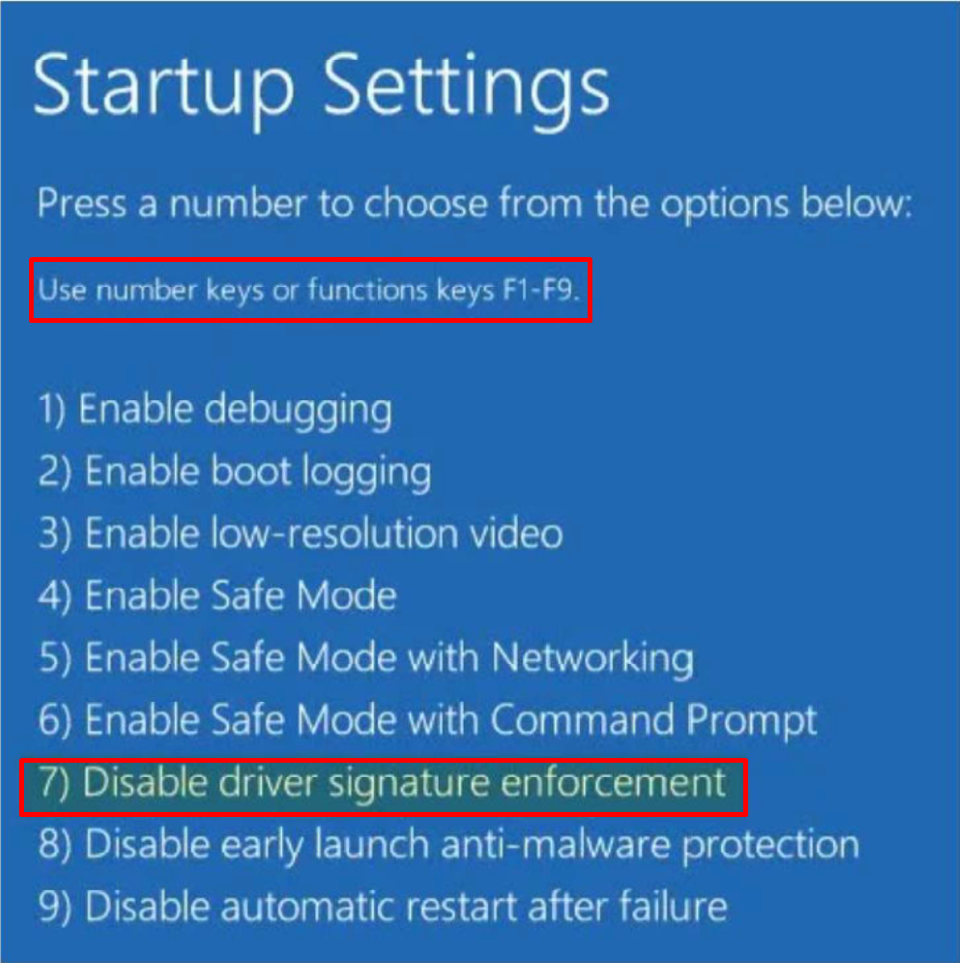 Startup Settings
Press a number to choose from the options below:
Use number keys or functions keys F1-F9.
1) Enable debugging
2) Enable boot logging
3) Enable low-resolution video
4) Enable Safe Mode
5) Enable Safe Mode with Networking
6) Enable Safe Mode with Command Prompt
7) Disable driver signature enforcement
8) Disable early launch anti-malware protection
9) Disable automatic restart after failure